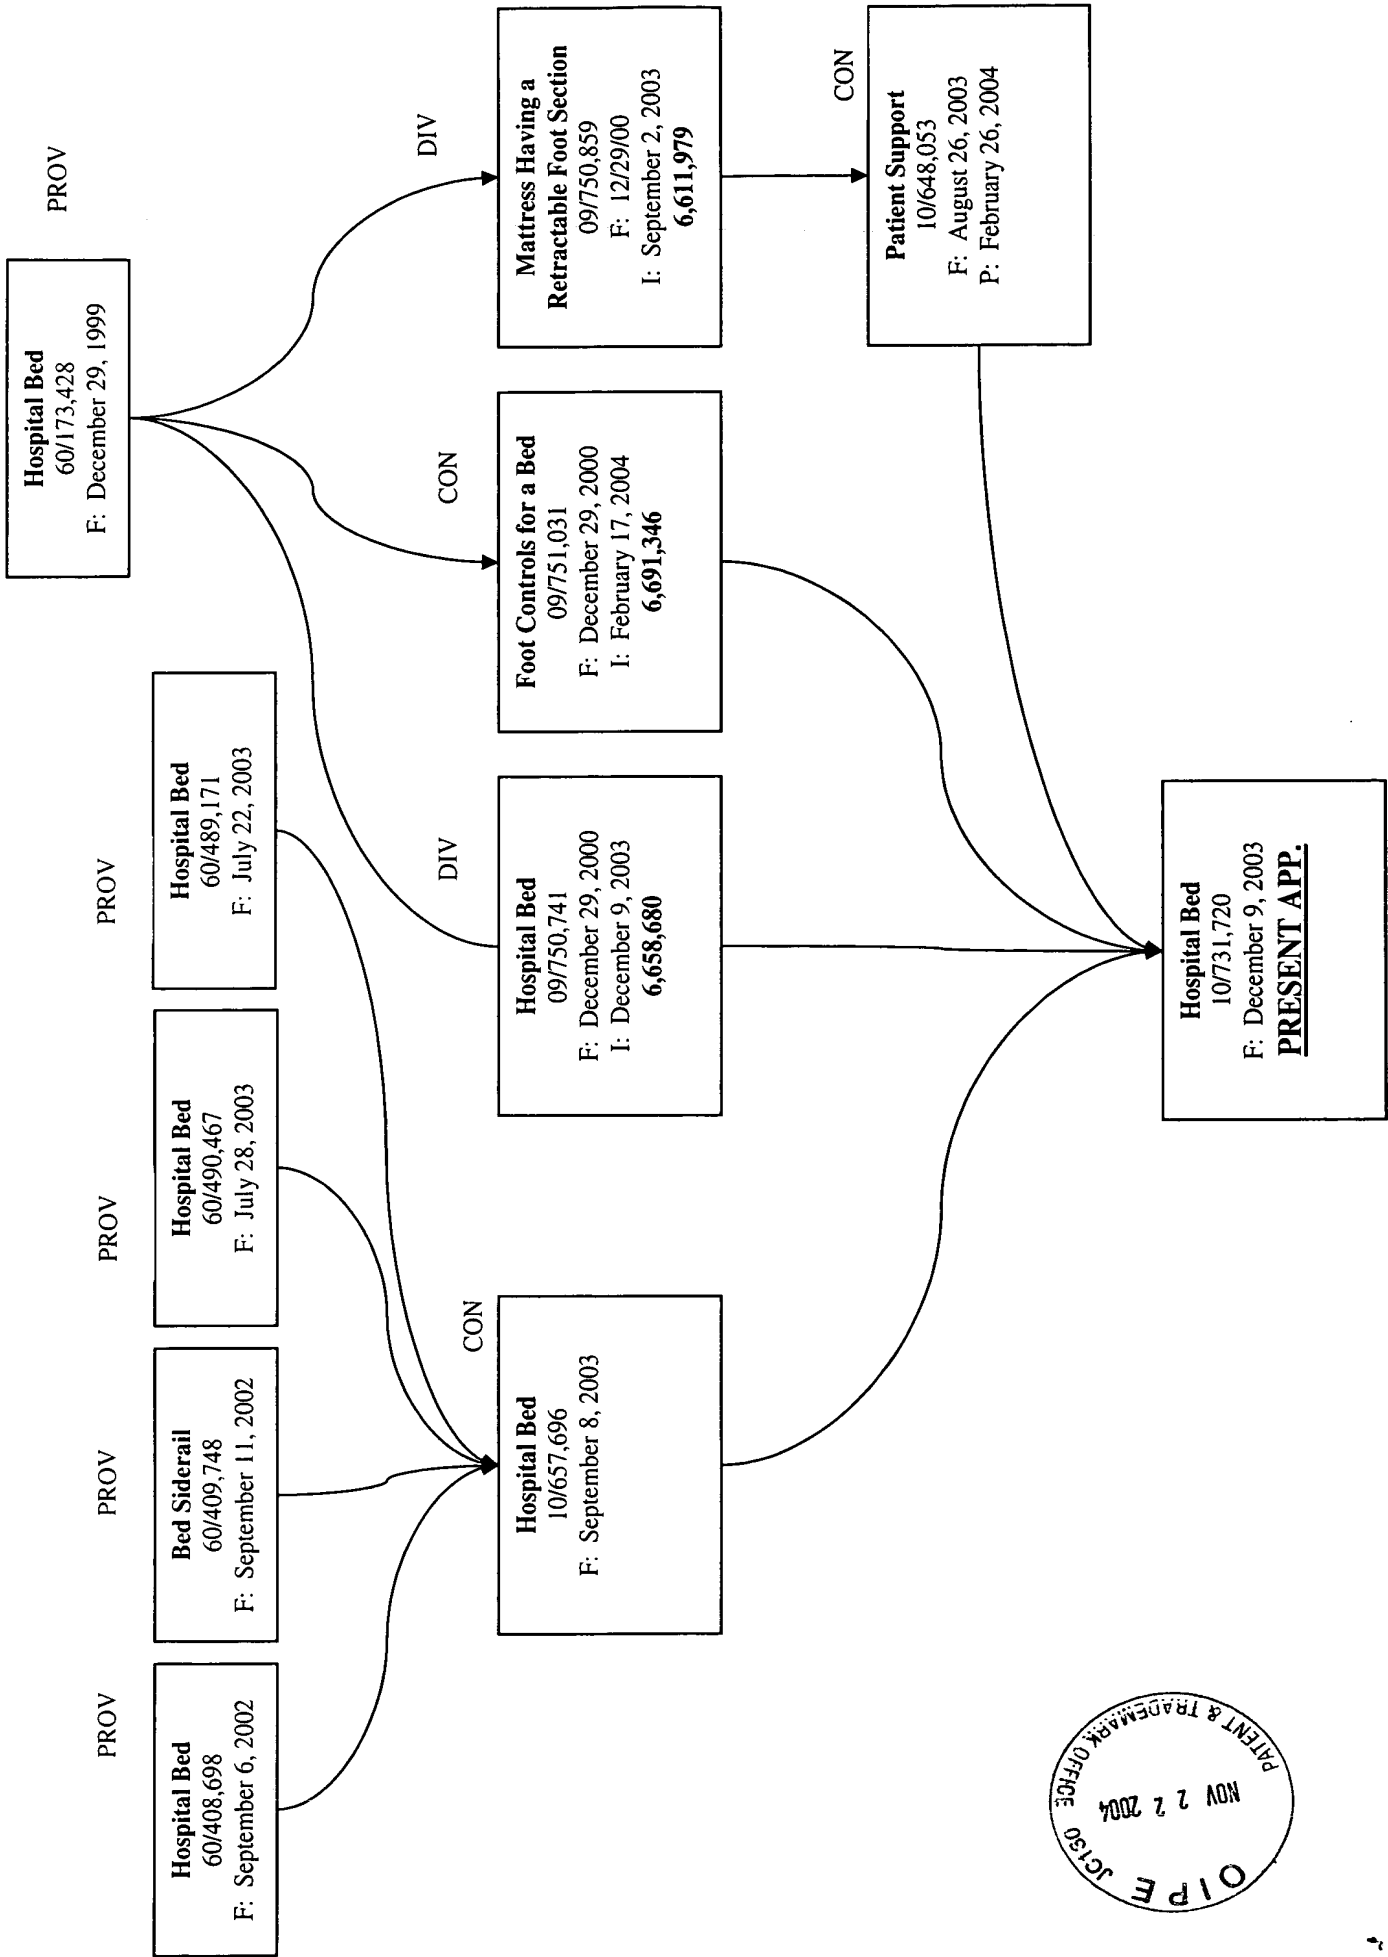 PROV
Hospital Bed
60/173,428
F: December 29, 1999
PROV
PROV
PROV
PROV
Hospital Bed
60/408,698
F: September 6, 2002
Bed Siderail
60/409,748
F: September 11, 2002
Hospital Bed
60/490,467
F: July 28, 2003
Hospital Bed
60/489,171
F: July 22, 2003
CON
DIV
CON
DIV
Hospital Bed
10/657,696
F: September 8, 2003
Hospital Bed
09/750,741
F: December 29, 2000
I: December 9, 2003
6,658,680
Foot Controls for a Bed
09/751,031
F: December 29, 2000
I: February 17, 2004
6,691,346
Mattress Having a
Retractable Foot Section
09/750,859
F: 12/29/00
I: September 2, 2003
6,611,979
CON
Patient Support
10/648,053
F: August 26, 2003
P: February 26, 2004
Hospital Bed
10/731,720
F: December 9, 2003
PRESENT APP.
OIPE JC130
NOV 22 2004
PATENT & TRADEMARK OFFICE